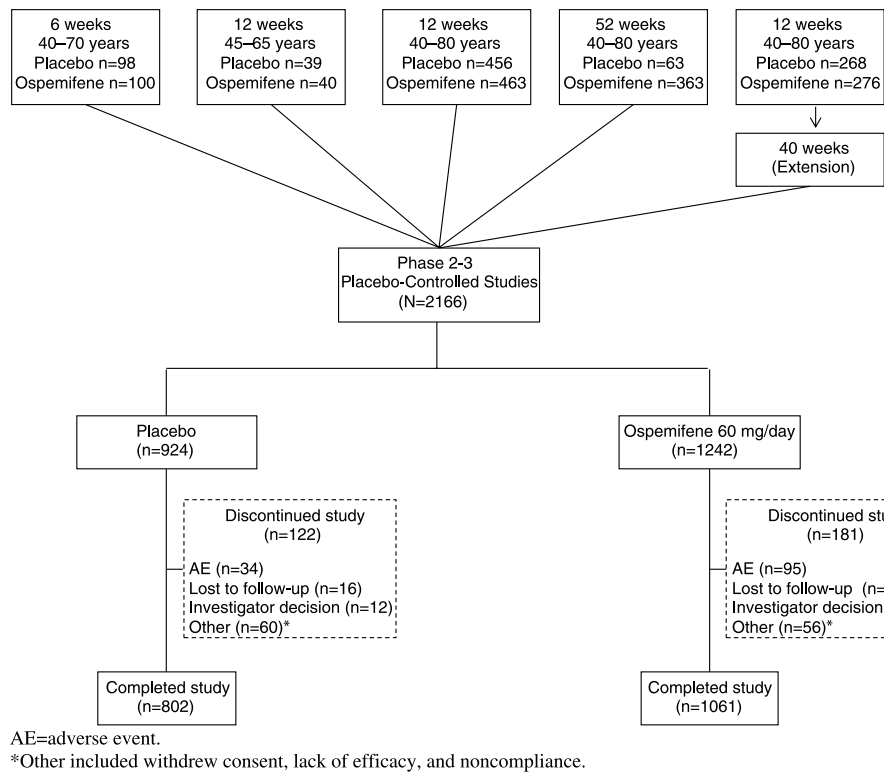 6 weeks
40–70 years
Placebo n=98
Ospemifene n=100
12 weeks
45–65 years
Placebo n=39
Ospemifene n=40
12 weeks
40–80 years
Placebo n=456
Ospemifene n=463
52 weeks
40–80 years
Placebo n=63
Ospemifene n=363
12 weeks
40–80 years
Placebo n=268
Ospemifene n=276
40 weeks
(Extension)
Phase 2-3
Placebo-Controlled Studies
(N=2166)
Placebo
(n=924)
Ospemifene 60 mg/day
(n=1242)
Discontinued study
(n=122)
AE (n=34)
Lost to follow-up (n=16)
Investigator decision (n=12)
Other (n=60)*
Discontinued
(n=181)
AE (n=95)
Lost to follow-up
Investigator decision
Other (n=56)*
Completed study
(n=802)
Completed study
(n=1061)
AE=adverse event.
*Other included withdrew consent, lack of efficacy, and noncompliance.